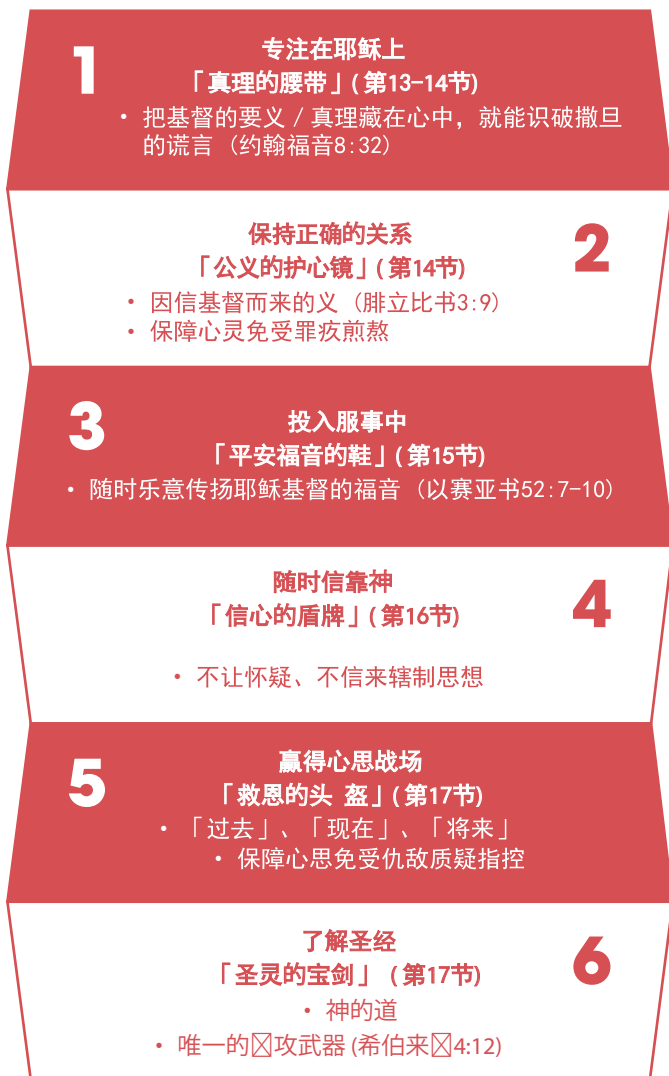 1
专注在耶稣上
「真理的腰带」(第13-14节)
• 把基督的要义/真理藏在心中，就能识破撒旦
的谎言（约翰福音8:32）
保持正确的关系
2
「公义的护心镜」(第14节)
• 因信基督而来的义（腓立比书3:9）
• 保障心灵免受罪疚煎熬
3
投入服事中
「平安福音的鞋」(第15节)
• 随时乐意传扬耶稣基督的福音（以赛亚书52:7-10）
随时信靠神
4
「信心的盾牌」(第16节)
• 不让怀疑、不信来辖制思想
赢得心思战场
5
「救恩的头 盔」(第17节)
• 「过去」、「现在」、「将来」
• 保障心思免受仇敌质疑指控
了解圣经
6
「圣灵的宝剑」 (第17节)
• 神的道
• 唯一的攻武器 (希伯来4:12)